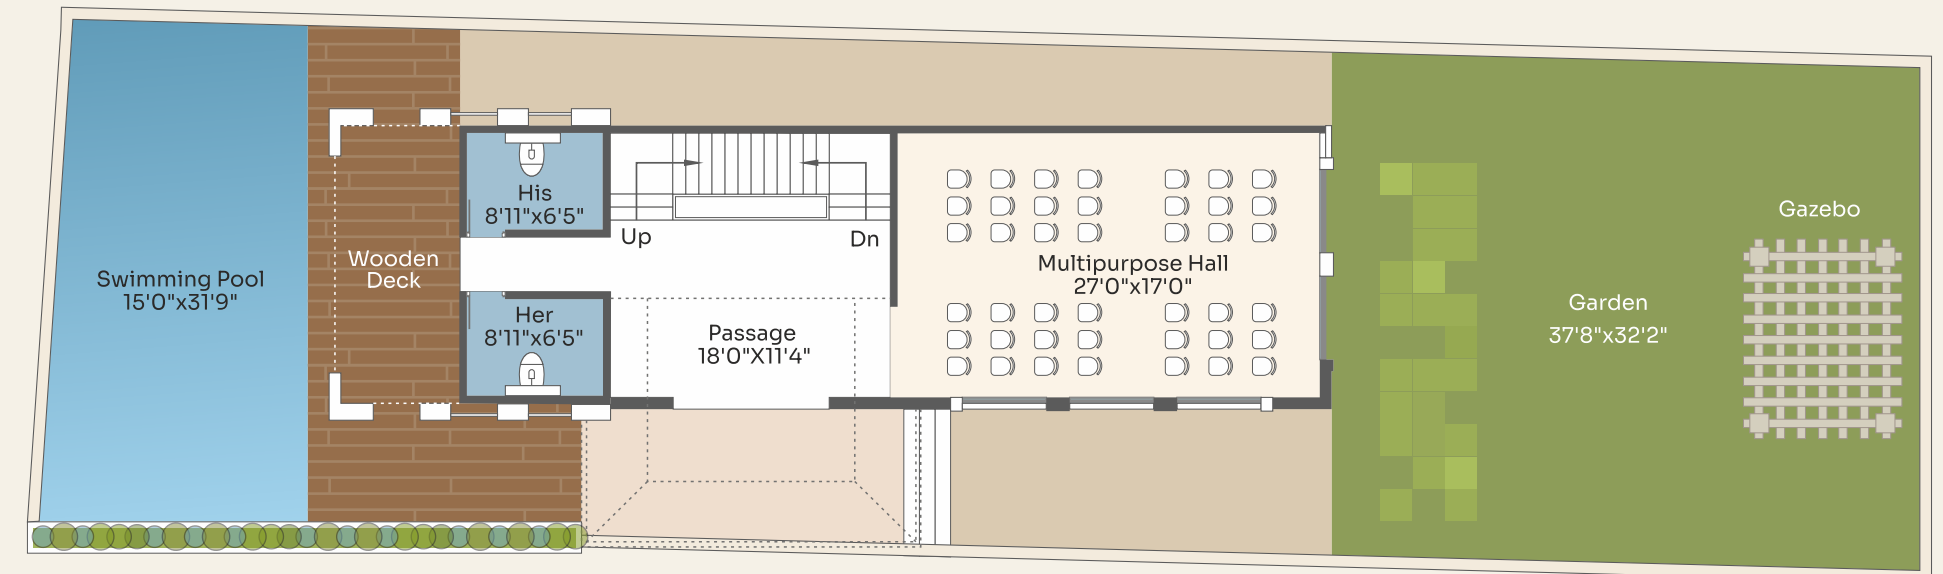 Swimming Pool
15'0"x31'9"
Wooden
Deck
His
8'11"x6'5"
Her
8'11"x6'5"
Up
Dn
Passage
18'0"X11'4"
Multipurpose Hall
27'0"x17'0"
Garden
37'8"x32'2"
Gazebo